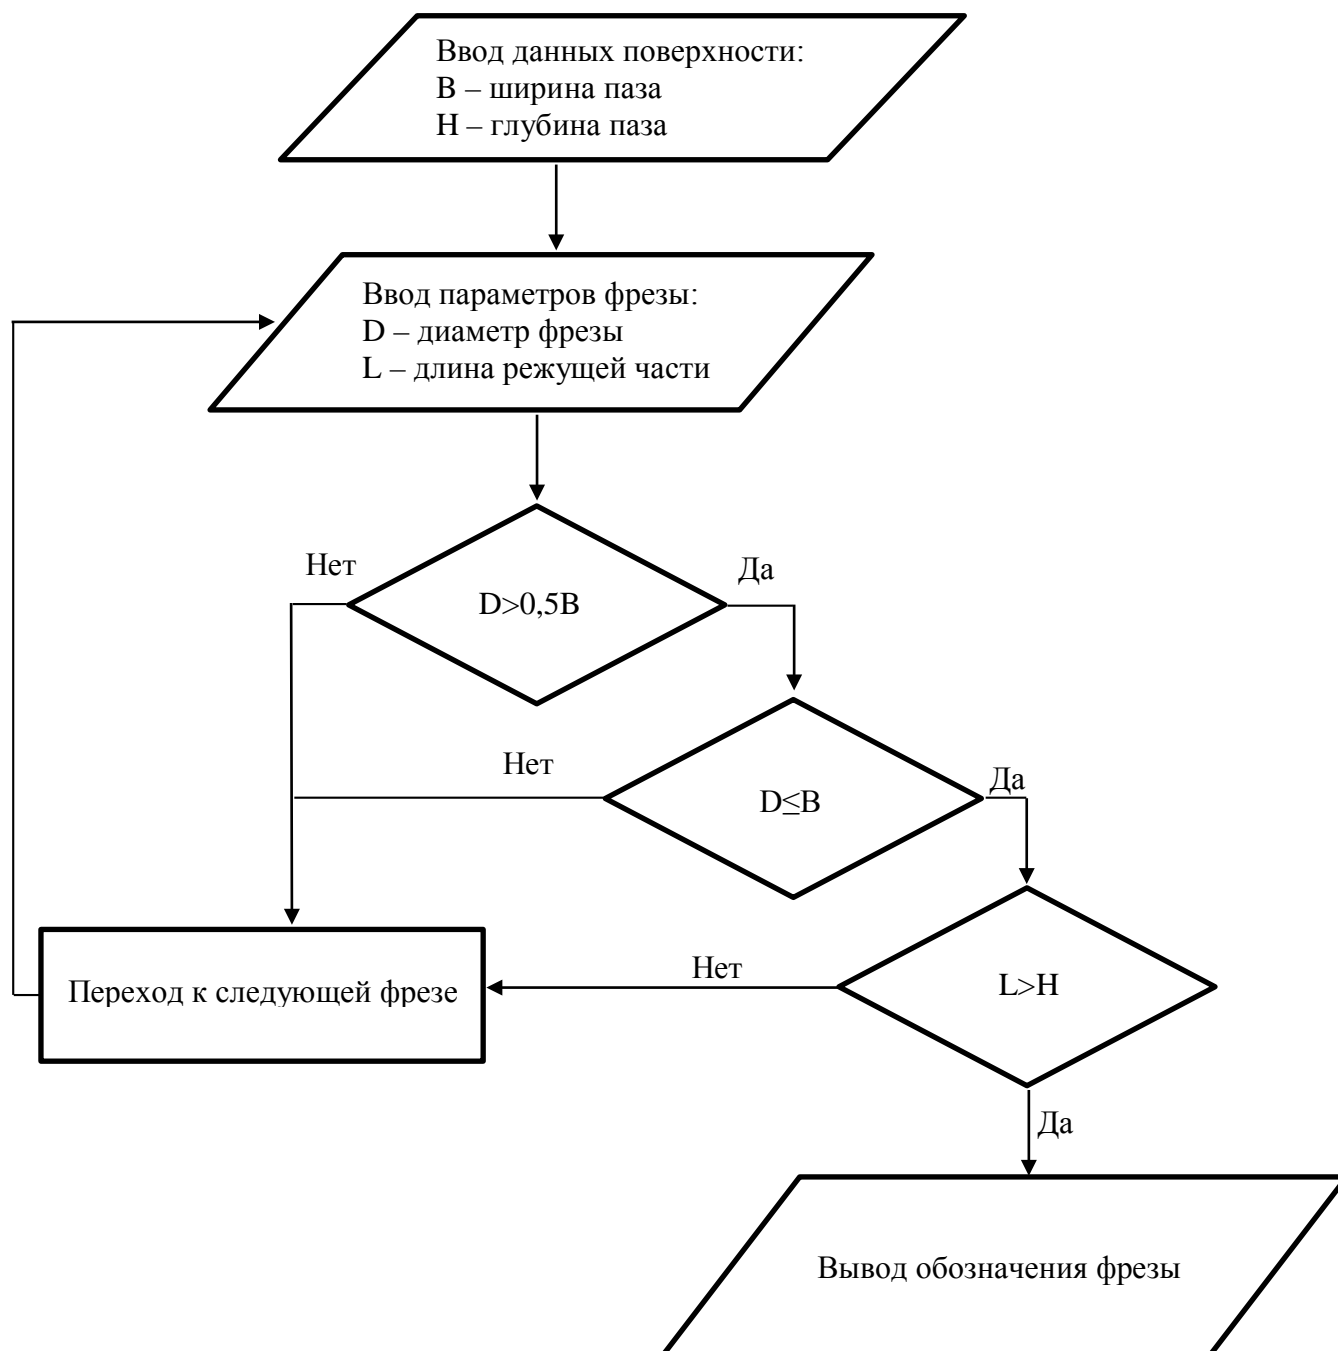 Ввод данных поверхности:
B – ширина паза
H – глубина паза
Ввод параметров фрезы:
D – диаметр фрезы
L – длина режущей части
Нет
Да
D>0,5B
Нет
Да
D≤B
Нет
L>H
Переход к следующей фрезе
Да
Вывод обозначения фрезы